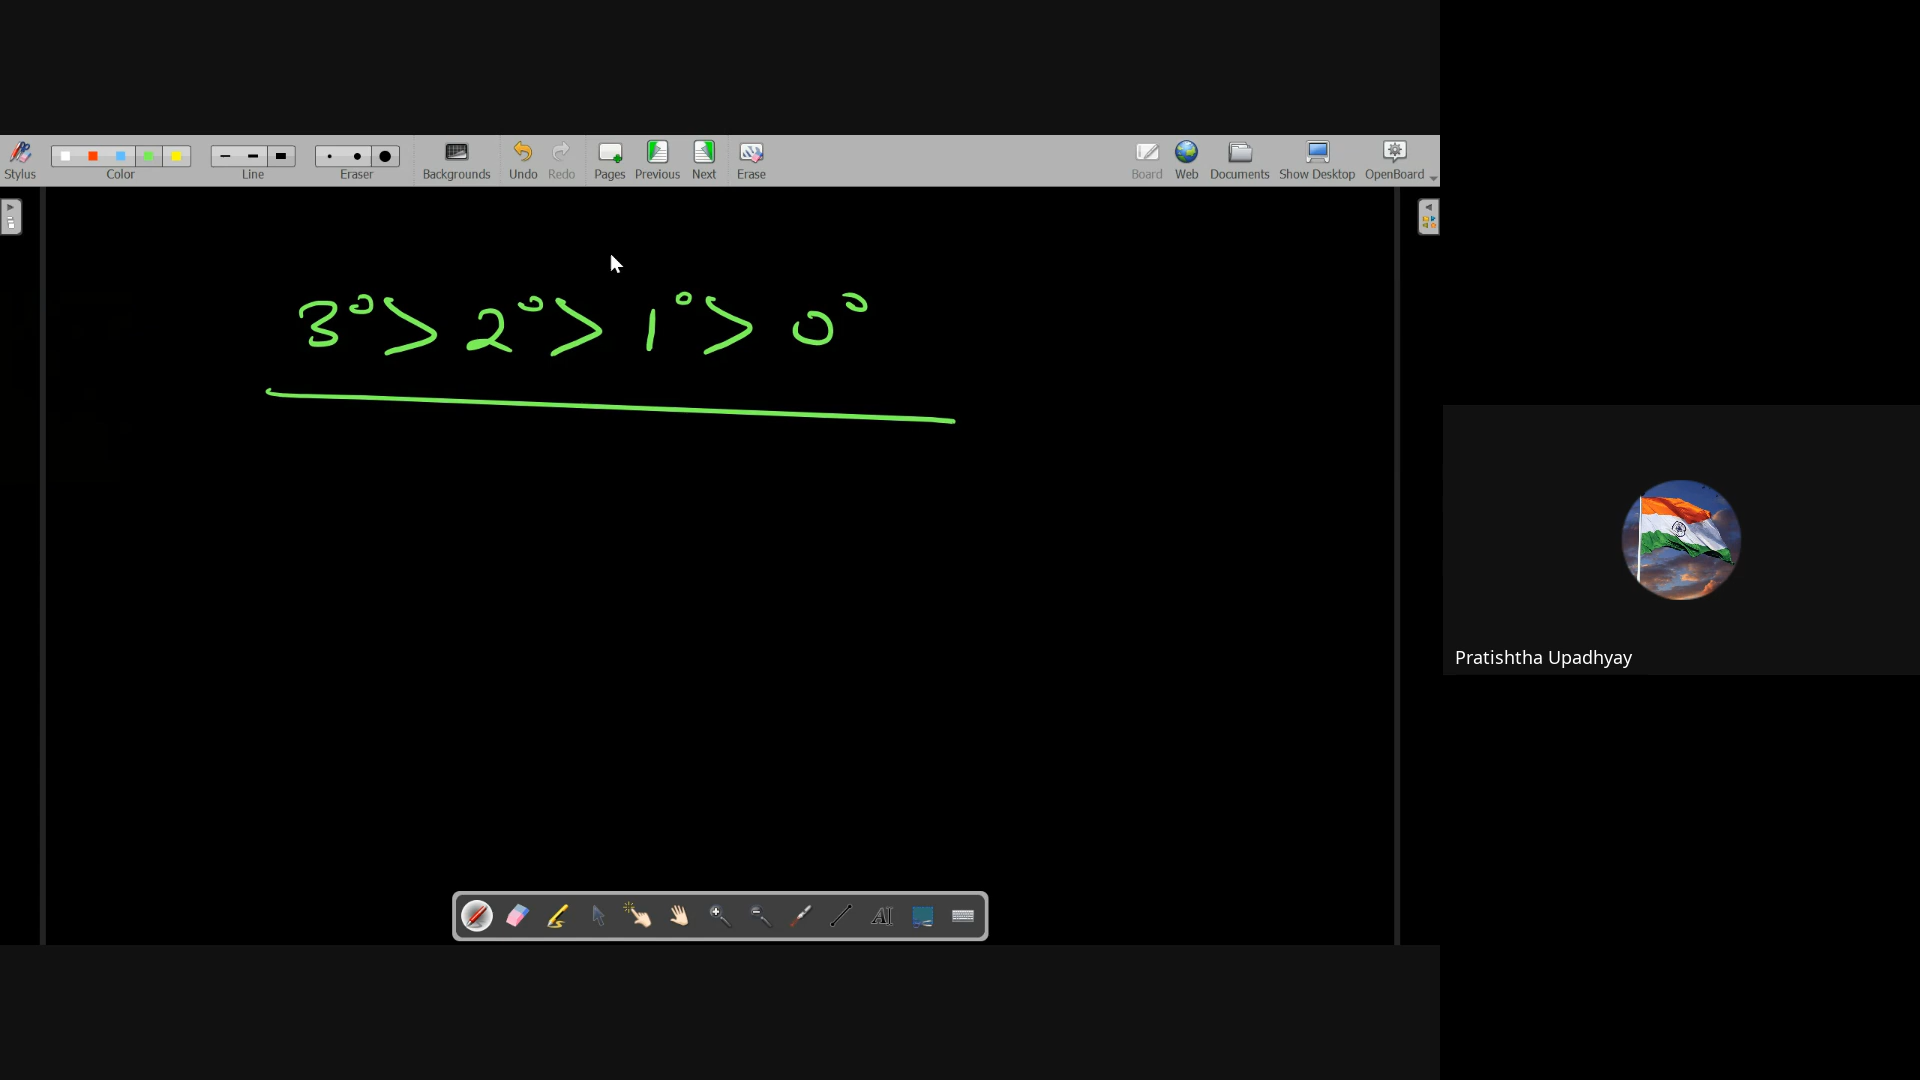 Stylus Color Line Eraser Backgrounds Undo Redo Pages Previous Next Erase Board Web Documents Show Desktop OpenBoard
3° > 2° > 1° > 0°
Pratishtha Upadhyay
AI